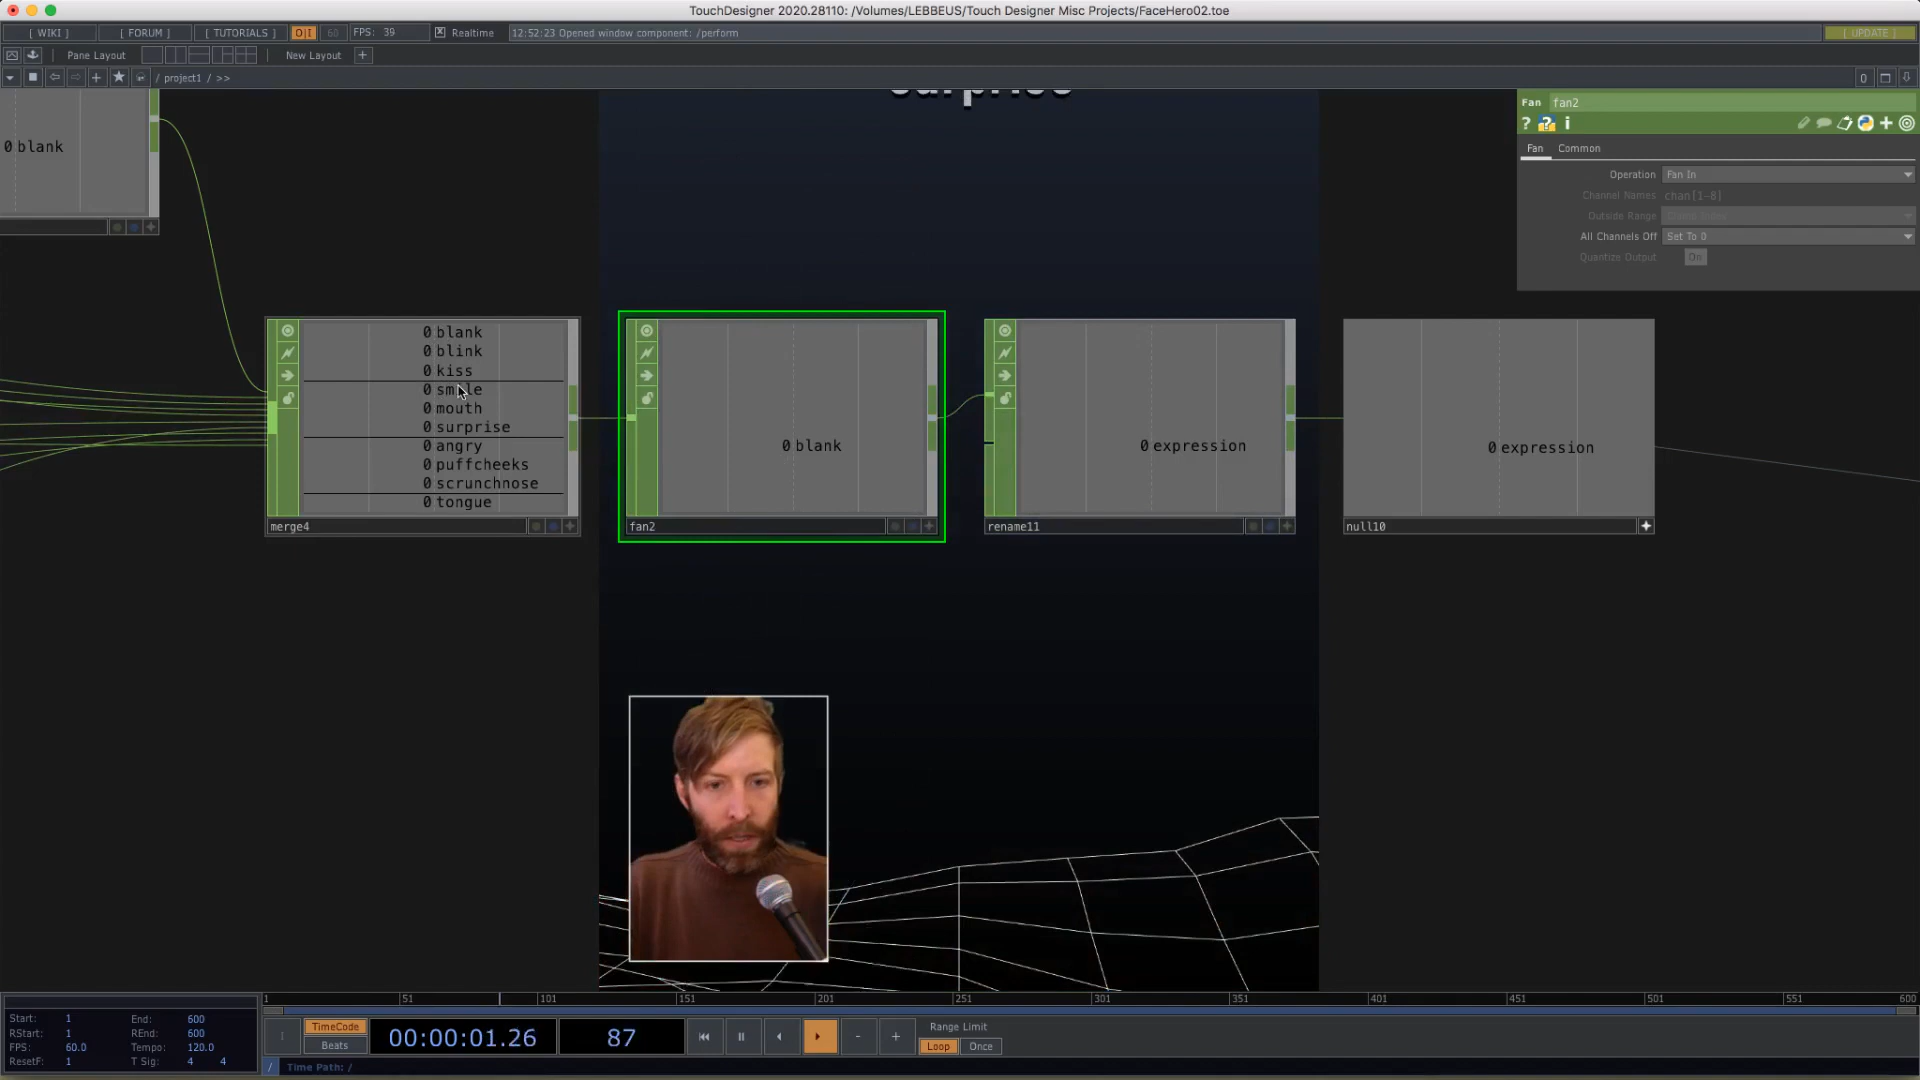 TouchDesigner 2020.28110: /Volumes/LEBBEUS/Touch Designer Misc Projects/FaceHero02.toe
[ WIKI ] [ FORUM ] [ TUTORIALS ] O|I 60 FPS: 39 Realtime 12:52:23 Opened window component: /perform [ UPDATE ]
Pane Layout New Layout +
/ project1 / >> 0
surprise
Fan fan2
? ? i
Fan Common
Operation Fan In
Channel Names chan[1-8]
Outside Range
All Channels Off Set To 0
Quantize Output On
0 blank
0 blank
0 blink
0 kiss
0 smile
0 mouth
0 surprise
0 angry
0 puffcheeks
0 scrunchnose
0 tongue
merge4
0 blank
fan2
0 expression
rename11
0 expression
null10
1 51 101 151 201 251 301 351 401 451 501 551 600
Start: 1 End: 600
RStart: 1 REnd: 600
FPS: 60.0 Tempo: 120.0
ResetF: 1 T Sig: 4 4
TimeCode
Beats
00:00:01.26 87
- +
Range Limit
Loop Once
/ Time Path: /